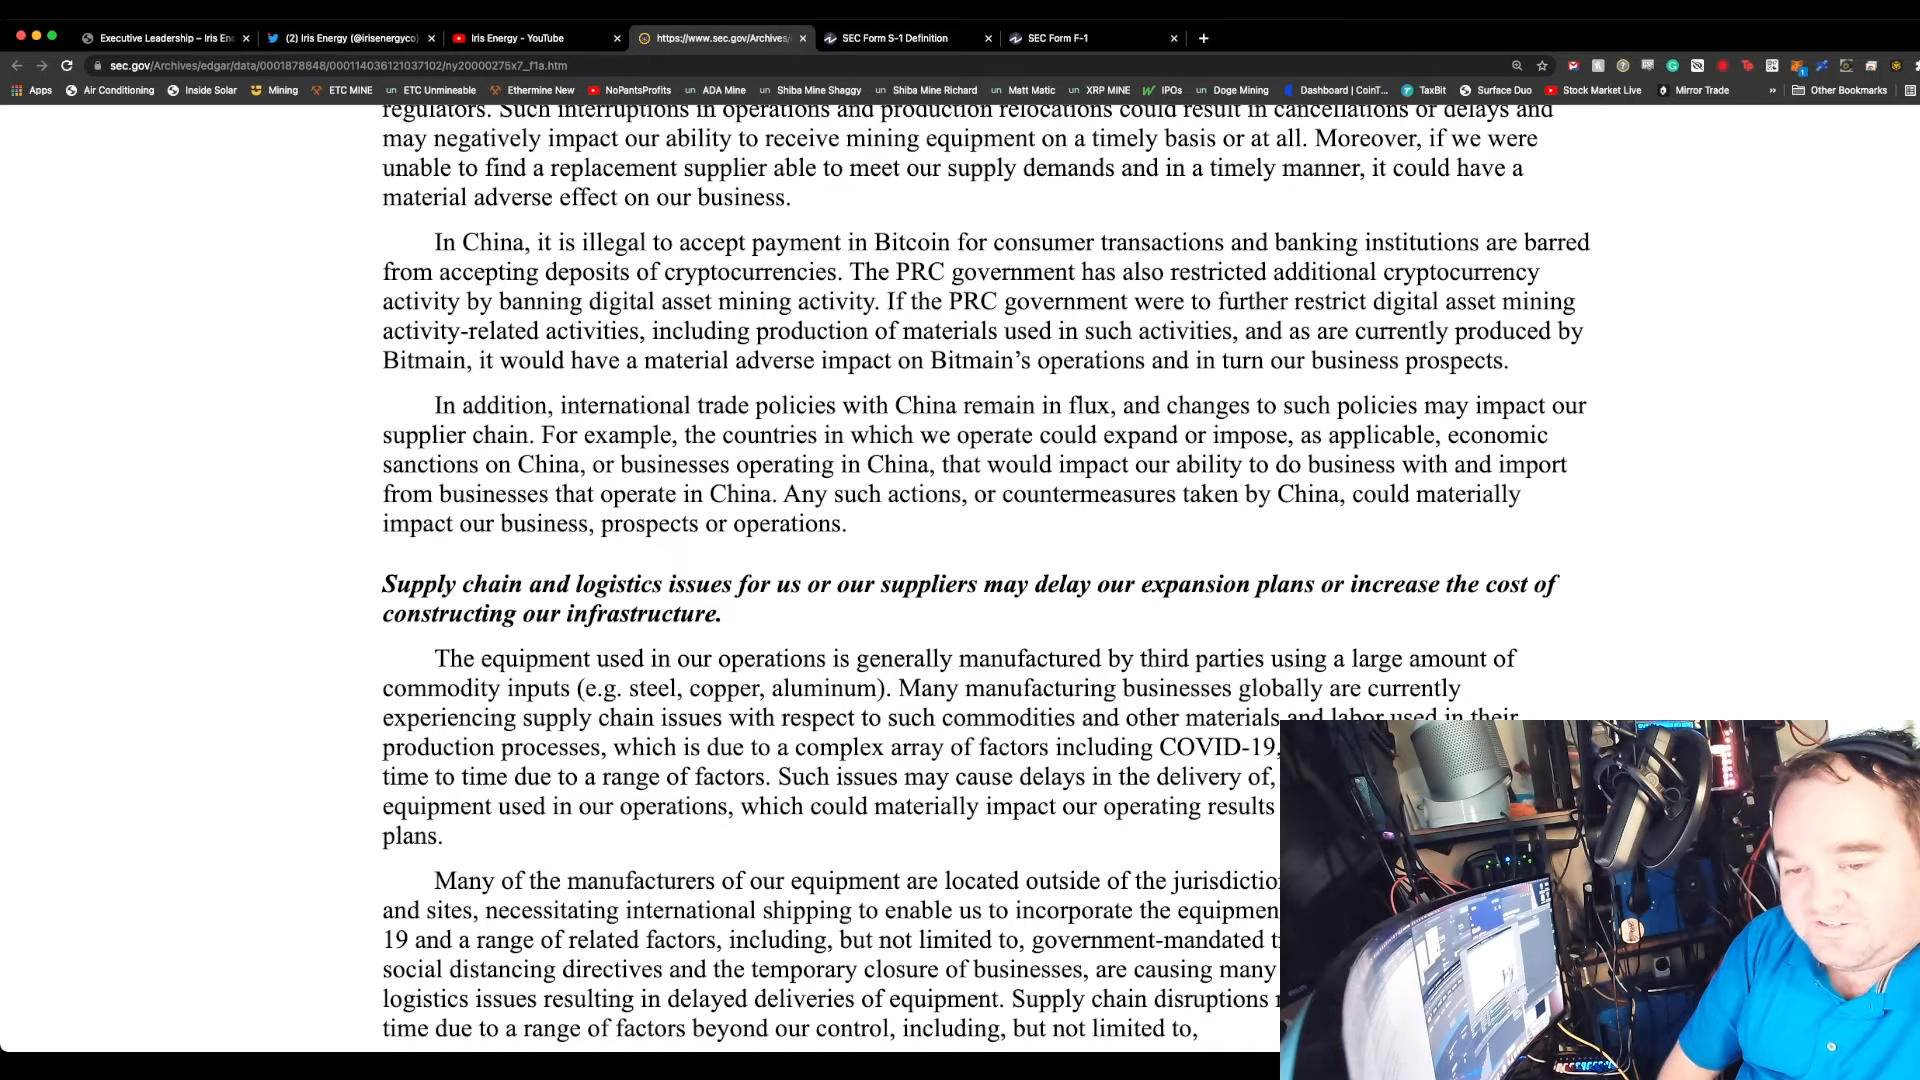 Executive Leadership – Iris En
(2) Iris Energy (@irisenergyco)
Iris Energy - YouTube
https://www.sec.gov/Archives/
SEC Form S-1 Definition
SEC Form F-1
sec.gov/Archives/edgar/data/0001878848/000114036121037102/ny20000275x7_f1a.htm
Apps Air Conditioning Inside Solar Mining ETC MINE ETC Unmineable Ethermine New NoPantsProfits ADA Mine Shiba Mine Shaggy Shiba Mine Richard Matt Matic XRP MINE IPOs Doge Mining Dashboard | CoinT... TaxBit Surface Duo Stock Market Live Mirror Trade » Other Bookmarks
regulators. Such interruptions in operations and production relocations could result in cancellations or delays and
may negatively impact our ability to receive mining equipment on a timely basis or at all. Moreover, if we were
unable to find a replacement supplier able to meet our supply demands and in a timely manner, it could have a
material adverse effect on our business.
In China, it is illegal to accept payment in Bitcoin for consumer transactions and banking institutions are barred
from accepting deposits of cryptocurrencies. The PRC government has also restricted additional cryptocurrency
activity by banning digital asset mining activity. If the PRC government were to further restrict digital asset mining
activity-related activities, including production of materials used in such activities, and as are currently produced by
Bitmain, it would have a material adverse impact on Bitmain’s operations and in turn our business prospects.
In addition, international trade policies with China remain in flux, and changes to such policies may impact our
supplier chain. For example, the countries in which we operate could expand or impose, as applicable, economic
sanctions on China, or businesses operating in China, that would impact our ability to do business with and import
from businesses that operate in China. Any such actions, or countermeasures taken by China, could materially
impact our business, prospects or operations.
Supply chain and logistics issues for us or our suppliers may delay our expansion plans or increase the cost of
constructing our infrastructure.
The equipment used in our operations is generally manufactured by third parties using a large amount of
commodity inputs (e.g. steel, copper, aluminum). Many manufacturing businesses globally are currently
experiencing supply chain issues with respect to such commodities and other materials and labor used in their
production processes, which is due to a complex array of factors including COVID-19,
time to time due to a range of factors. Such issues may cause delays in the delivery of,
equipment used in our operations, which could materially impact our operating results
plans.
Many of the manufacturers of our equipment are located outside of the jurisdiction
and sites, necessitating international shipping to enable us to incorporate the equipmen
19 and a range of related factors, including, but not limited to, government-mandated
social distancing directives and the temporary closure of businesses, are causing many
logistics issues resulting in delayed deliveries of equipment. Supply chain disruptions
time due to a range of factors beyond our control, including, but not limited to,